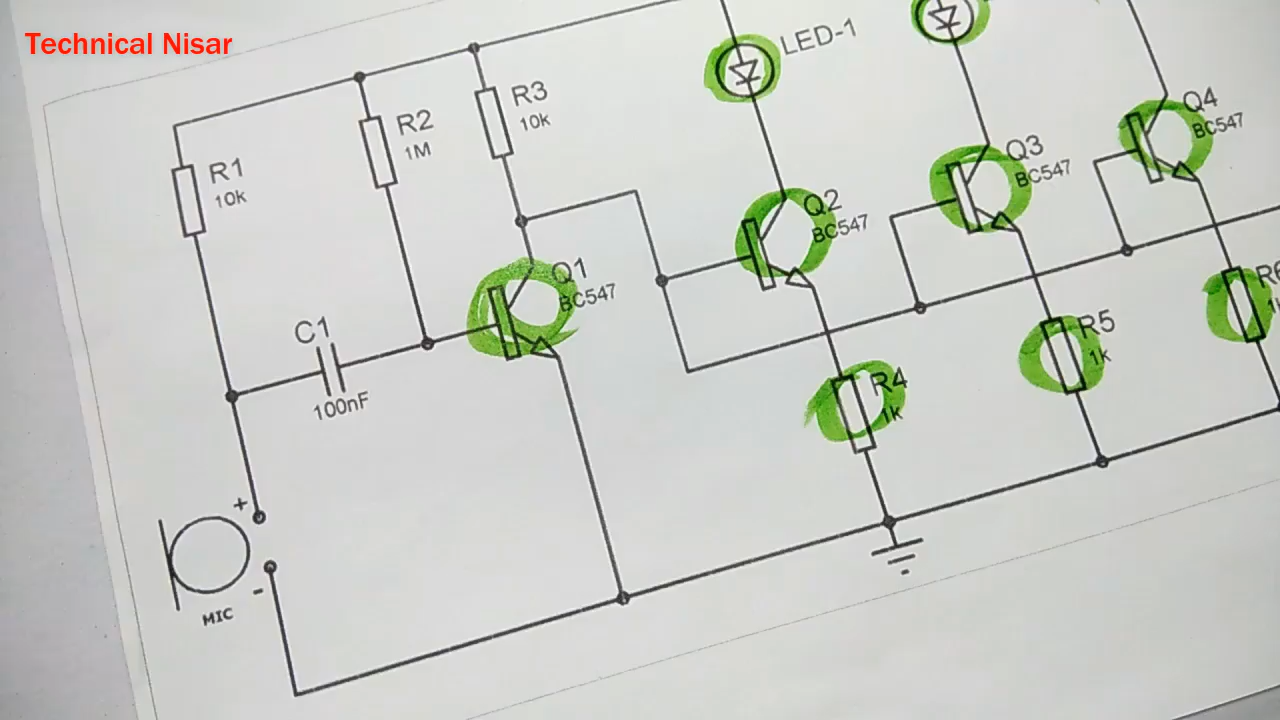 Technical Nisar
LED-1
R3
10k
R2
1M
Q4
BC547
R1
10k
Q3
BC547
Q2
BC547
Q1
BC547
C1
100nF
R5
1k
R4
1k
+
-
MIC